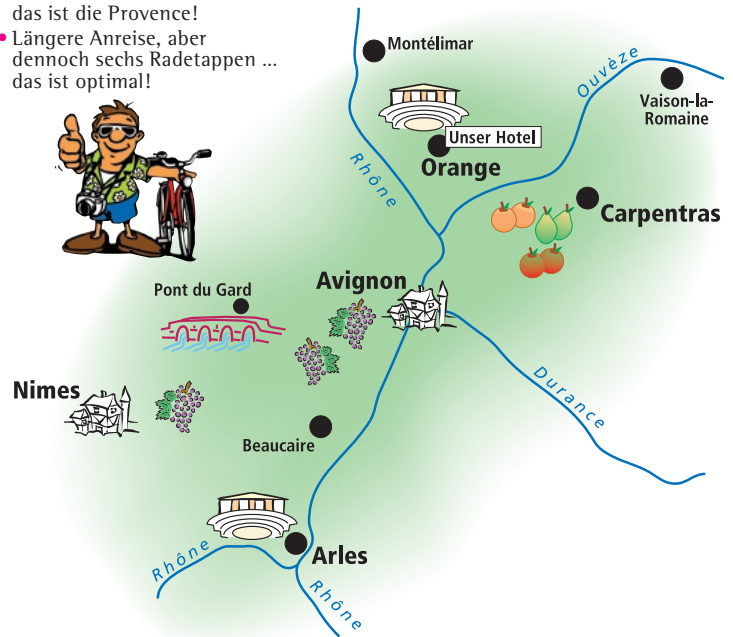 das ist die Provence!
• Längere Anreise, aber
dennoch sechs Radetappen ...
das ist optimal!
Montélimar
Ouvèze
Vaison-la-
Romaine
Unser Hotel
Orange
Rhône
Carpentras
Avignon
Pont du Gard
Nimes
Durance
Beaucaire
Arles
Rhône
Rhône